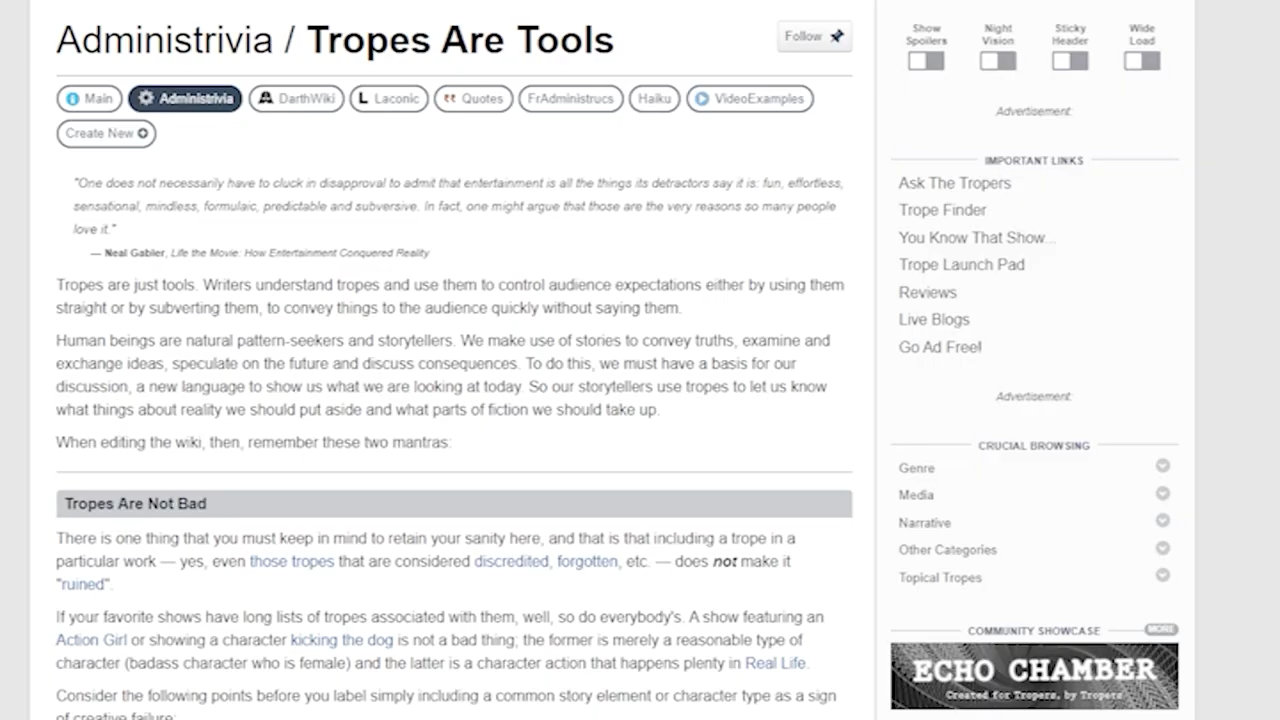 Administrivia / Tropes Are Tools
Follow
Main
Administrivia
DarthWiki
Laconic
Quotes
FrAdministrucs
Haiku
VideoExamples
Create New
"One does not necessarily have to cluck in disapproval to admit that entertainment is all the things its detractors say it is: fun, effortless,
sensational, mindless, formulaic, predictable and subversive. In fact, one might argue that those are the very reasons so many people
love it."
— Neal Gabler, Life the Movie: How Entertainment Conquered Reality
Tropes are just tools. Writers understand tropes and use them to control audience expectations either by using them
straight or by subverting them, to convey things to the audience quickly without saying them.
Human beings are natural pattern-seekers and storytellers. We make use of stories to convey truths, examine and
exchange ideas, speculate on the future and discuss consequences. To do this, we must have a basis for our
discussion, a new language to show us what we are looking at today. So our storytellers use tropes to let us know
what things about reality we should put aside and what parts of fiction we should take up.
When editing the wiki, then, remember these two mantras:
Tropes Are Not Bad
There is one thing that you must keep in mind to retain your sanity here, and that is that including a trope in a
particular work — yes, even those tropes that are considered discredited, forgotten, etc. — does not make it
"ruined".
If your favorite shows have long lists of tropes associated with them, well, so do everybody's. A show featuring an
Action Girl or showing a character kicking the dog is not a bad thing; the former is merely a reasonable type of
character (badass character who is female) and the latter is a character action that happens plenty in Real Life.
Consider the following points before you label simply including a common story element or character type as a sign
of creative failure:
Show Spoilers
Night Vision
Sticky Header
Wide Load
Advertisement:
IMPORTANT LINKS
Ask The Tropers
Trope Finder
You Know That Show...
Trope Launch Pad
Reviews
Live Blogs
Go Ad Free!
Advertisement:
CRUCIAL BROWSING
Genre
Media
Narrative
Other Categories
Topical Tropes
COMMUNITY SHOWCASE
MORE
ECHO CHAMBER
Created for Tropers, by Tropers